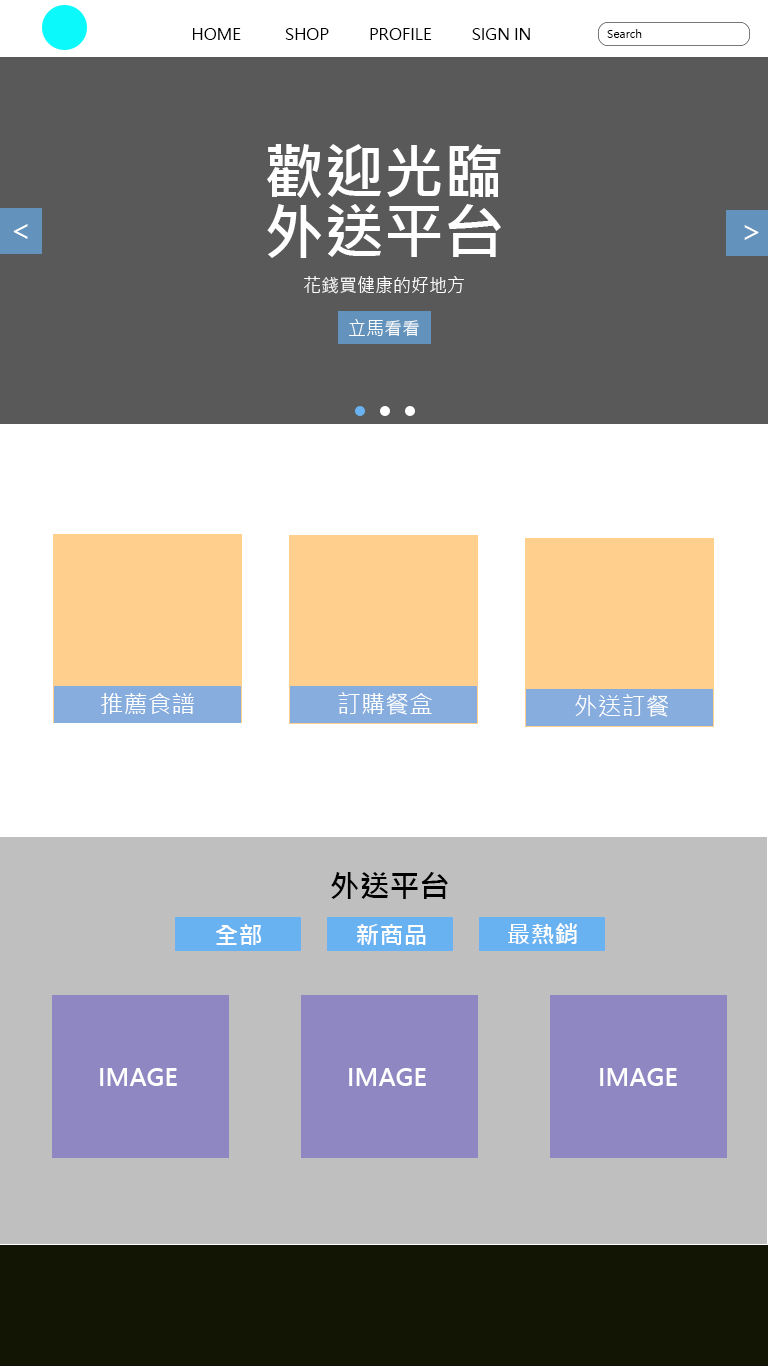 HOME SHOP PROFILE SIGN IN Search
歡迎光臨
外送平台
< >
花錢買健康的好地方
立馬看看
推薦食譜 訂購餐盒 外送訂餐
外送平台
全部 新商品 最熱銷
IMAGE IMAGE IMAGE